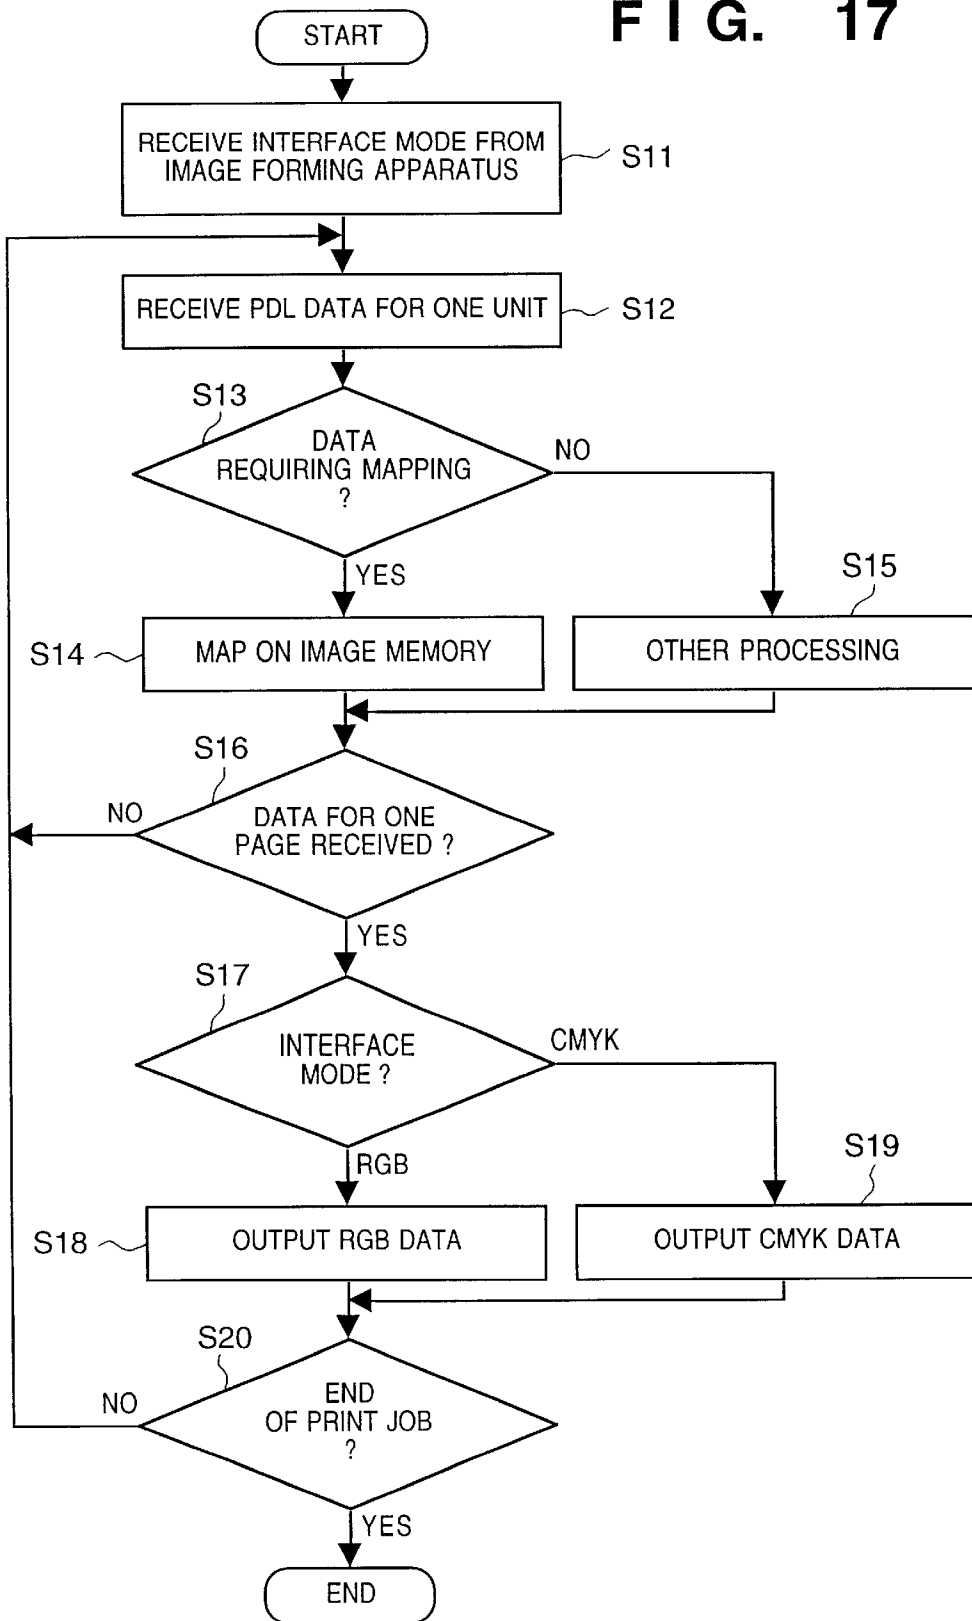 F I G. 17
START
RECEIVE INTERFACE MODE FROM
IMAGE FORMING APPARATUS
S11
RECEIVE PDL DATA FOR ONE UNIT
S12
S13
DATA
REQUIRING MAPPING
?
NO
YES
S15
S14
MAP ON IMAGE MEMORY
OTHER PROCESSING
S16
NO
DATA FOR ONE
PAGE RECEIVED ?
YES
S17
INTERFACE
MODE ?
CMYK
RGB
S19
S18
OUTPUT RGB DATA
OUTPUT CMYK DATA
S20
NO
END
OF PRINT JOB
?
YES
END